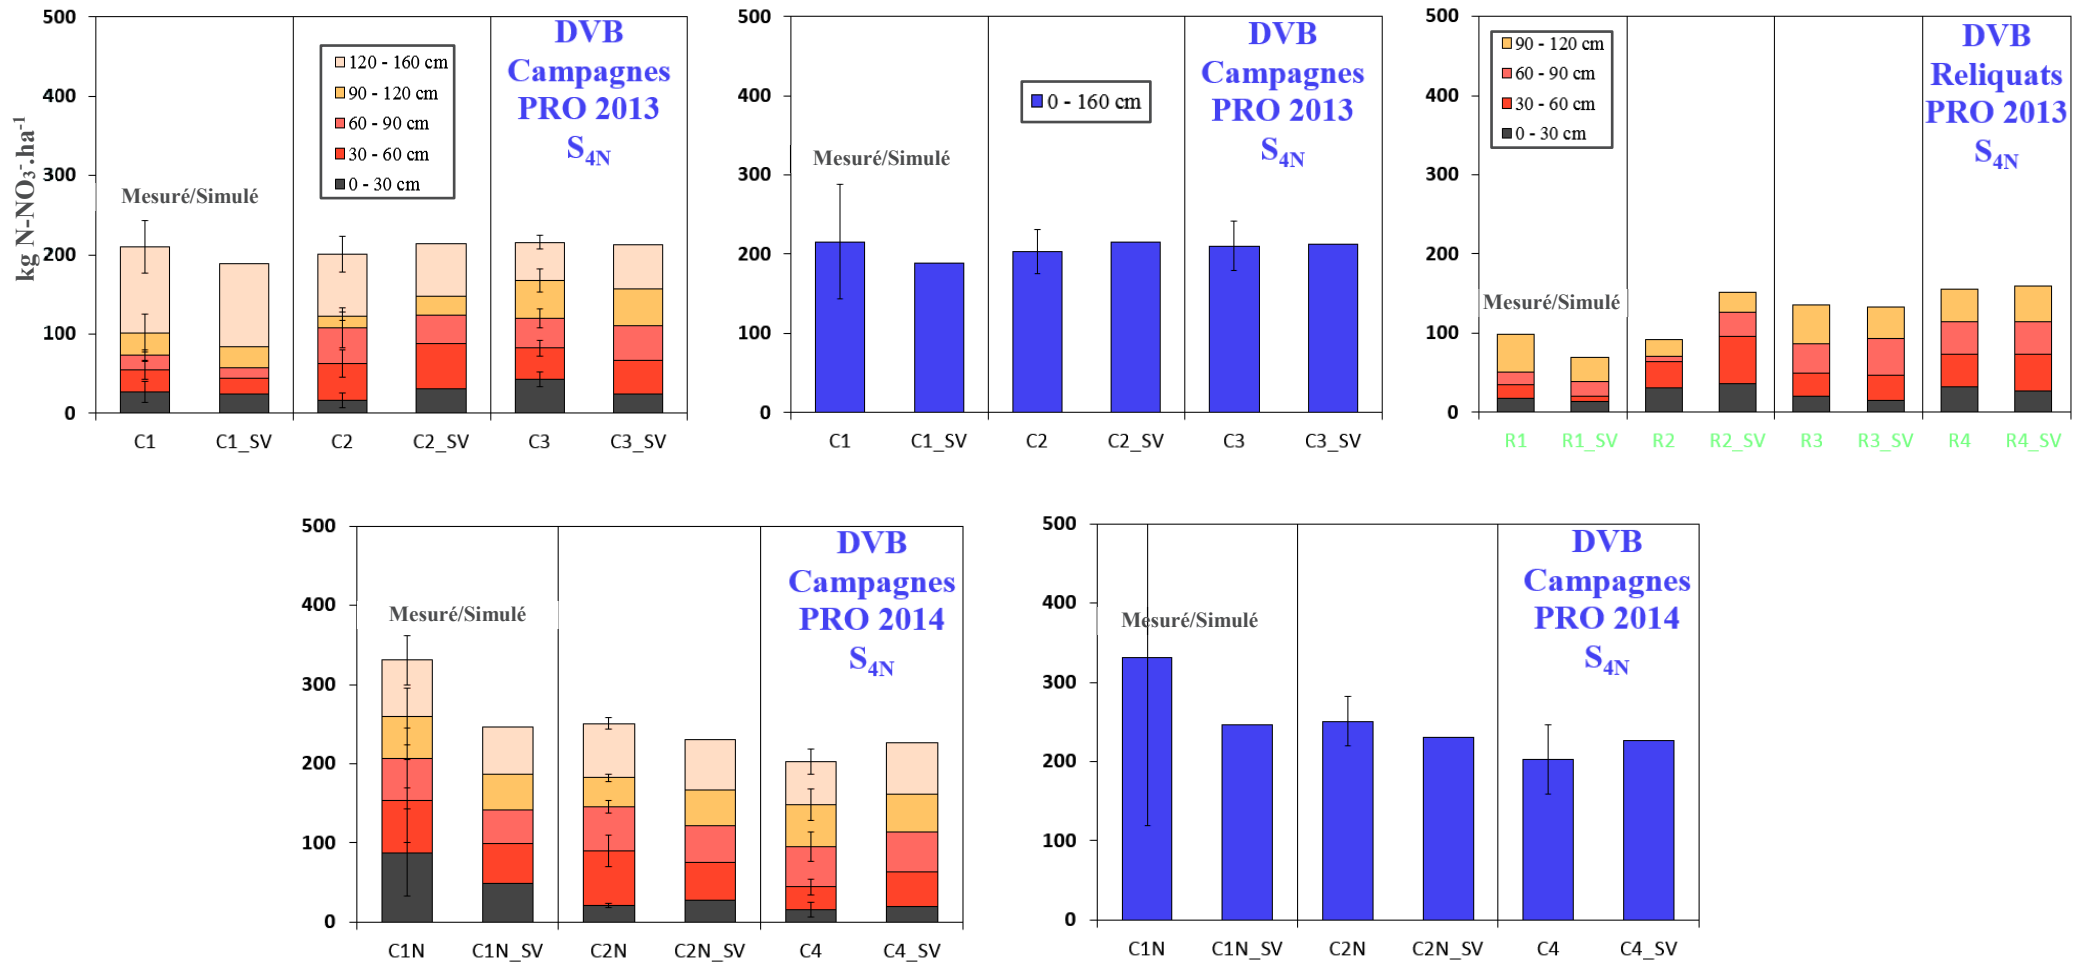 kg N-NO₃⁻.ha⁻¹
500
400
300
200
100
0
120 - 160 cm
90 - 120 cm
60 - 90 cm
30 - 60 cm
0 - 30 cm
DVB
Campagnes
PRO 2013
S₄N
Mesuré/Simulé
C1 C1_SV C2 C2_SV C3 C3_SV
500
400
300
200
100
0
0 - 160 cm
DVB
Campagnes
PRO 2013
S₄N
Mesuré/Simulé
C1 C1_SV C2 C2_SV C3 C3_SV
500
400
300
200
100
0
90 - 120 cm
60 - 90 cm
30 - 60 cm
0 - 30 cm
DVB
Reliquats
PRO 2013
S₄N
Mesuré/Simulé
R1 R1_SV R2 R2_SV R3 R3_SV R4 R4_SV
500
400
300
200
100
0
DVB
Campagnes
PRO 2014
S₄N
Mesuré/Simulé
C1N C1N_SV C2N C2N_SV C4 C4_SV
500
400
300
200
100
0
DVB
Campagnes
PRO 2014
S₄N
Mesuré/Simulé
C1N C1N_SV C2N C2N_SV C4 C4_SV